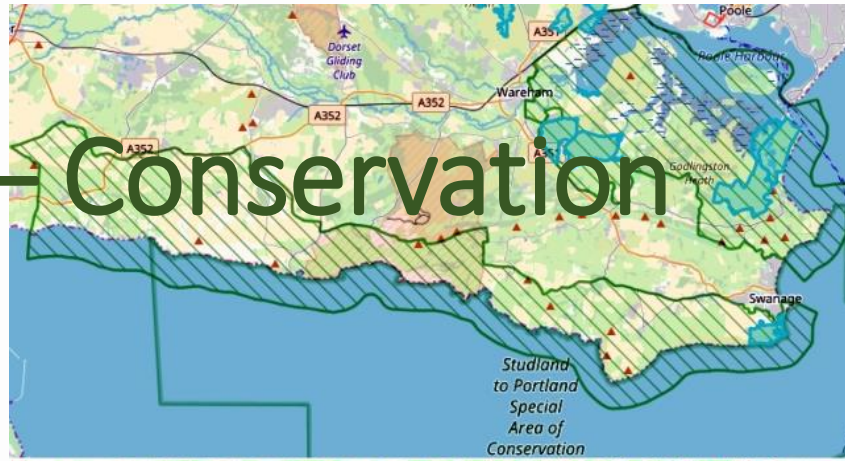 Poole
A351
Dorset
Gliding
Club
Poole Harbour
Wareham
A352
A352
A352
A351
– Conservation
Godlingston
Heath
Swanage
Studland
to Portland
Special
Area of
Conservation